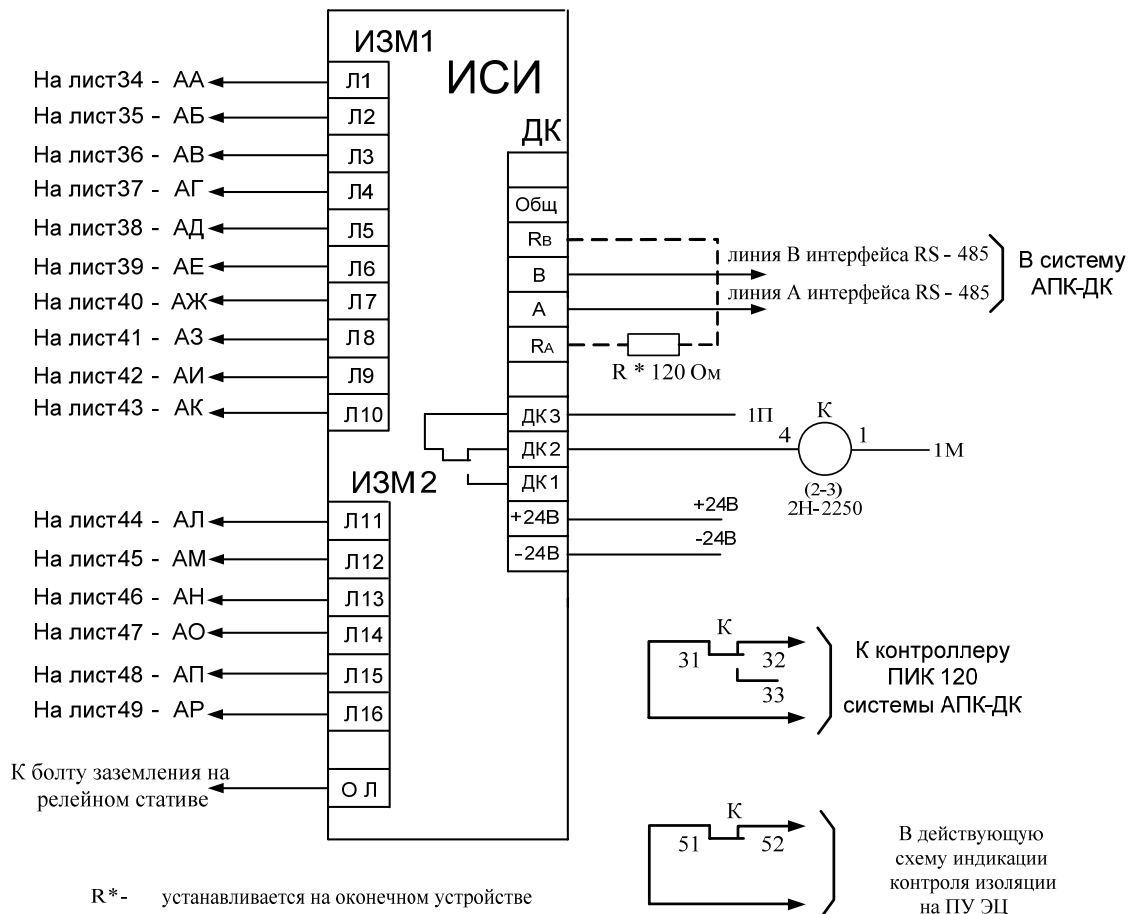 ИЗМ1
ИСИ
На лист34 - АА
Л1
На лист35 - АБ
Л2
На лист36 - АВ
Л3
На лист37 - АГ
Л4
На лист38 - АД
Л5
На лист39 - АЕ
Л6
На лист40 - АЖ
Л7
На лист41 - АЗ
Л8
На лист42 - АИ
Л9
На лист43 - АК
Л10
ИЗМ2
На лист44 - АЛ
Л11
На лист45 - АМ
Л12
На лист46 - АН
Л13
На лист47 - АО
Л14
На лист48 - АП
Л15
На лист49 - АР
Л16
К болту заземления на
релейном стативе
О Л
ДК
Общ
RВ
В
А
RА
ДК3
ДК2
ДК1
+24В
-24В
линия В интерфейса RS - 485
линия А интерфейса RS - 485
В систему
АПК-ДК
R * 120 Ом
1П
К
4
1
1М
(2-3)
2Н-2250
+24В
-24В
К
31
32
33
К контроллеру
ПИК 120
системы АПК-ДК
К
51
52
В действующую
схему индикации
контроля изоляции
на ПУ ЭЦ
R*- устанавливается на оконечном устройстве